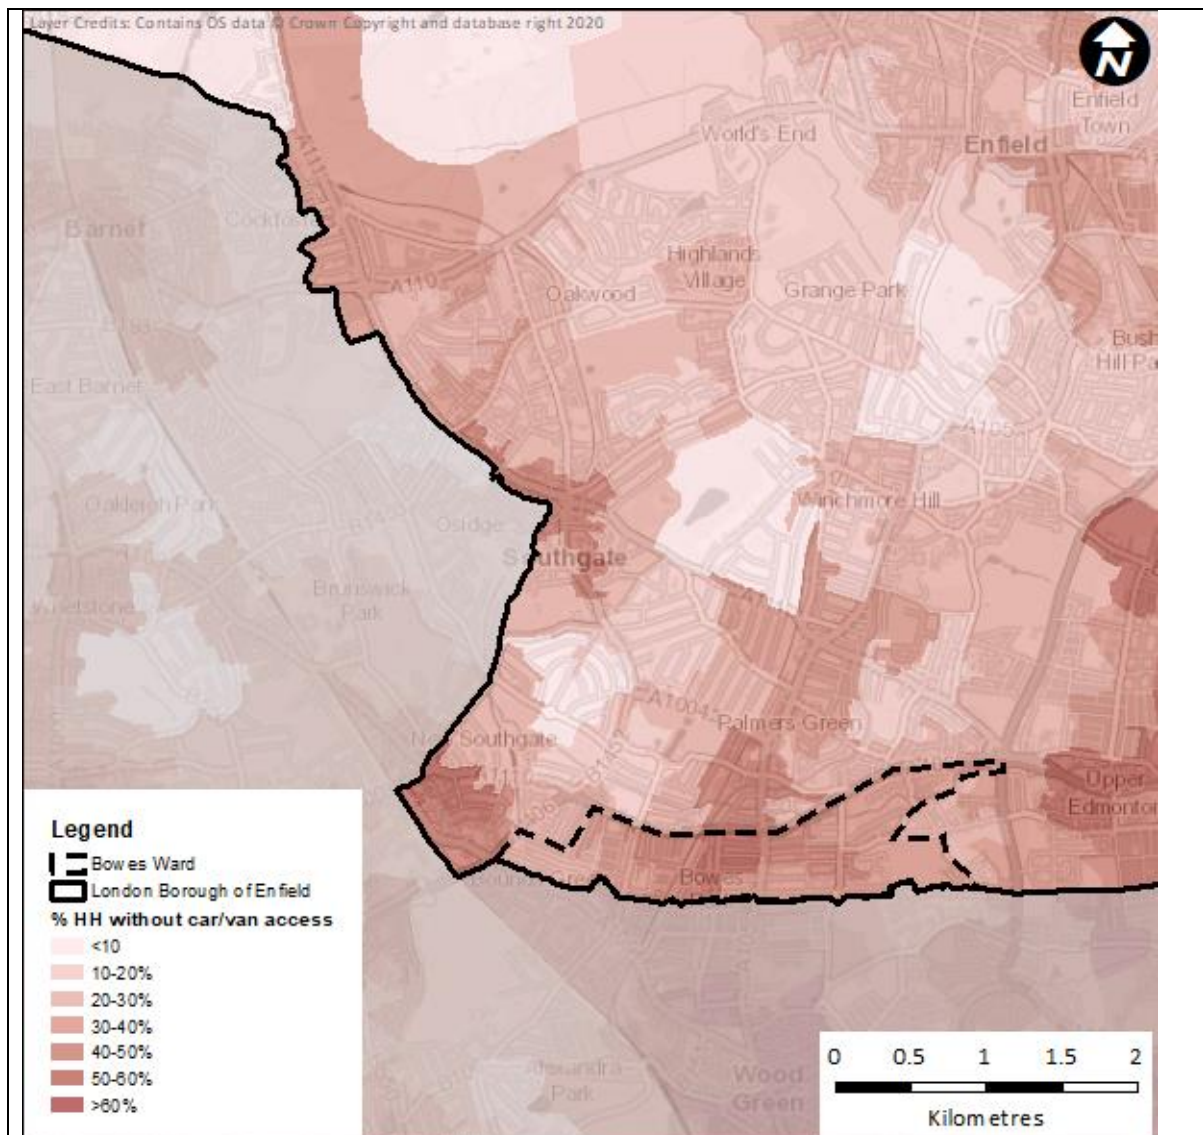 Layer Credits: Contains OS data © Crown Copyright and database right 2020
N
Enfield
Town
World's End
Enfield
A111
Barnet
Highlands
Village
A110
Oakwood
Grange Park
Bush
East Barnet
A105
Oakleigh Park
Winchmore Hill
Osidge
Southgate
Brunswick
Park
Whetstone
A1004
Palmers Green
New Southgate
B1452
Upper
Edmonton
Bowes
Alexandra
Park
Wood
Green
Legend
Bowes Ward
London Borough of Enfield
% HH without car/van access
<10
10-20%
20-30%
30-40%
40-50%
50-60%
>60%
0 0.5 1 1.5 2
Kilometres